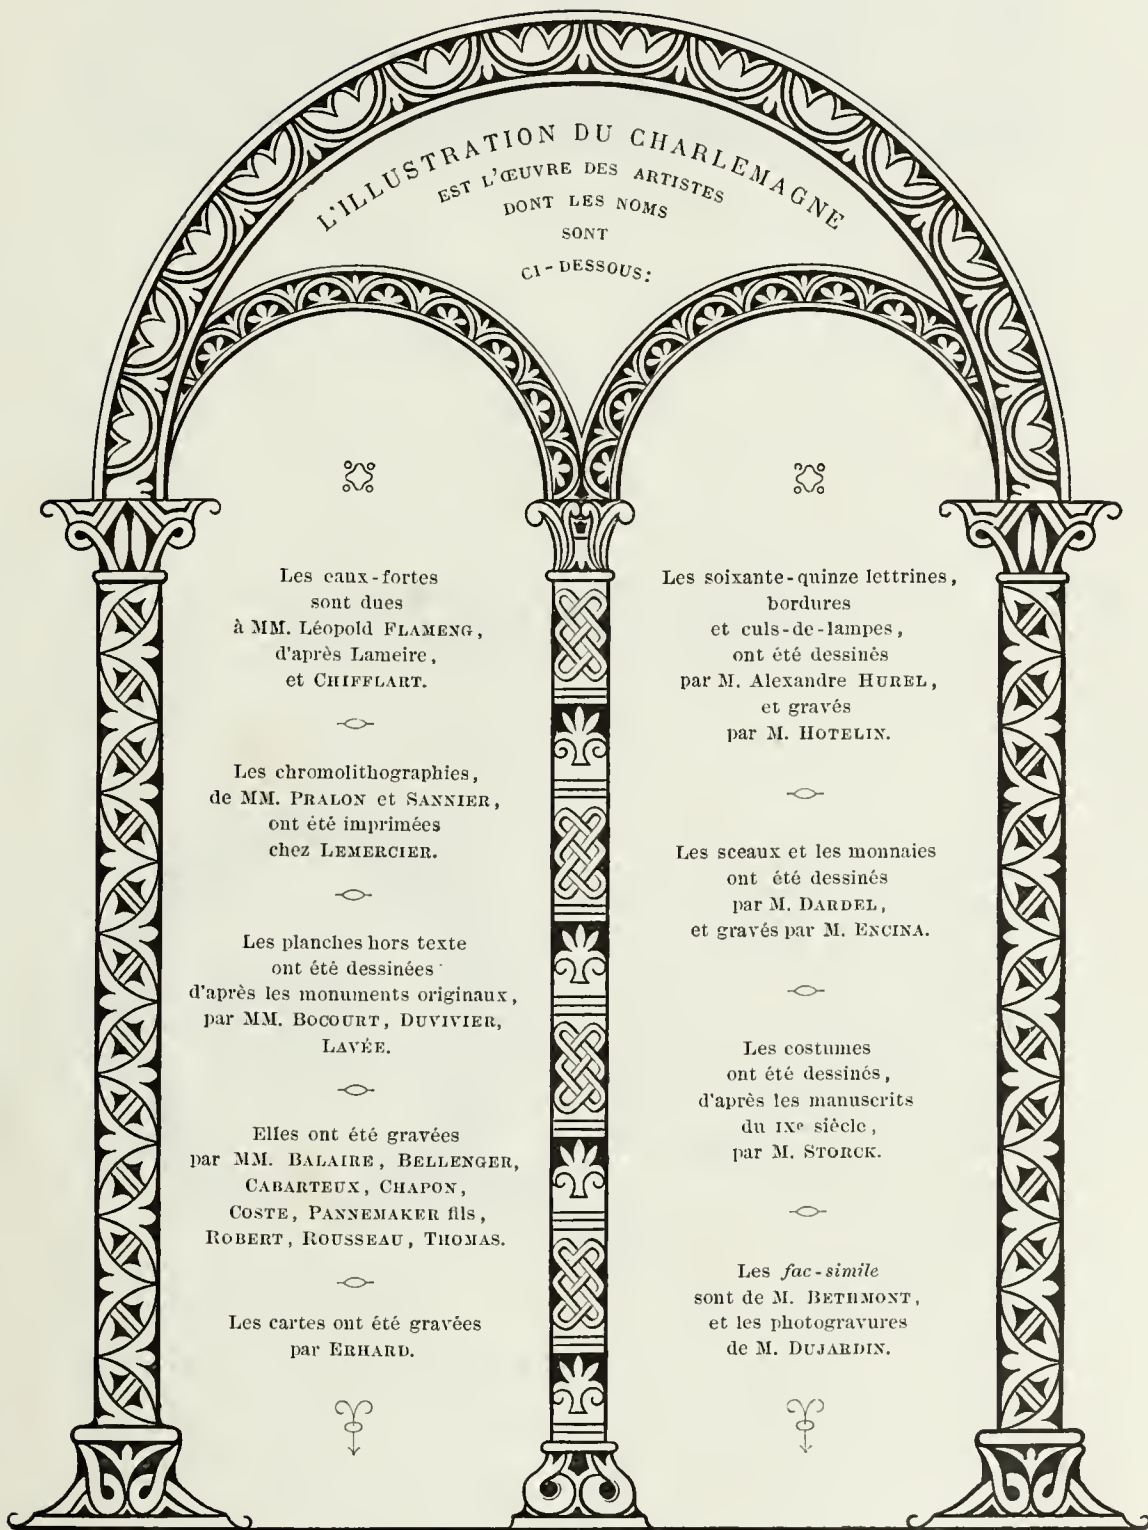 L'ILLUSTRATION DU CHARLEMAGNE
EST L'ŒUVRE DES ARTISTES
DONT LES NOMS
SONT
CI-DESSOUS:
Les eaux-fortes
sont dues
à MM. Léopold FLAMENG,
d'après Lameire,
et CHIFFLART.
Les chromolithographies,
de MM. PRALON et SANNIER,
ont été imprimées
chez LEMERCIER.
Les planches hors texte
ont été dessinées
d'après les monuments originaux,
par MM. BOCOURT, DUVIVIER,
LAVÉE.
Elles ont été gravées
par MM. BALAIRE, BELLENGER,
CABARTEUX, CHAPON,
COSTE, PANNEMAKER fils,
ROBERT, ROUSSEAU, THOMAS.
Les cartes ont été gravées
par ERHARD.
Les soixante-quinze lettrines,
bordures
et culs-de-lampes,
ont été dessinés
par M. Alexandre HUREL,
et gravés
par M. HOTELIN.
Les sceaux et les monnaies
ont été dessinés
par M. DARDEL,
et gravés par M. ENCINA.
Les costumes
ont été dessinés,
d'après les manuscrits
du IXe siècle,
par M. STORCK.
Les fac-simile
sont de M. BETHMONT,
et les photogravures
de M. DUJARDIN.